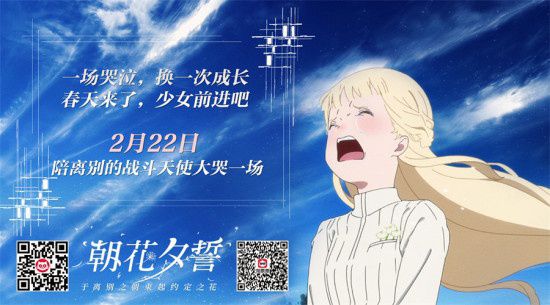 一场哭泣，换一次成长
春天来了，少女前进吧
2月22日
陪离别的战斗天使大哭一场
朝花夕誓
于离别之朝束起约定之花